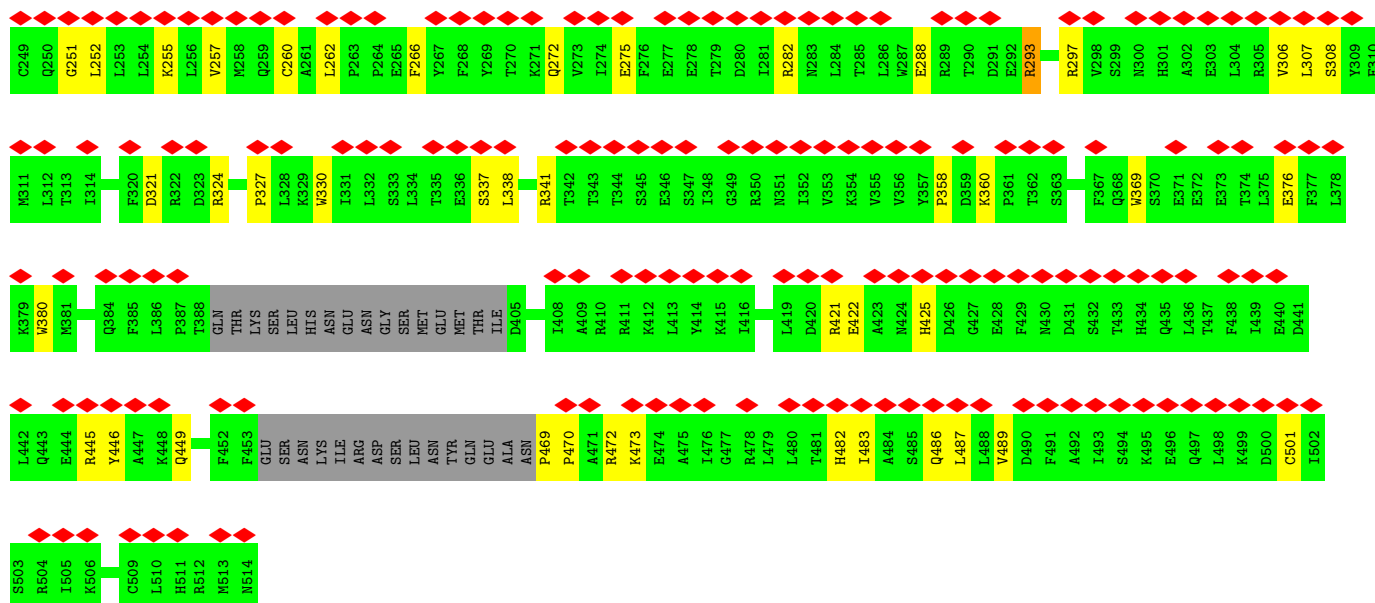 C249 Q250 G251 L252 L253 L254 K255 L256 V257 M258 Q259 C260 A261 L262 P263 P264 E265 F266 Y267 F268 Y269 T270 K271 Q272 V273 I274 E275 F276 E277 E278 T279 D280 I281 R282 N283 L284 T285 L286 W287 E288 R289 T290 D291 E292 R293 R297 V298 S299 N300 H301 A302 E303 L304 R305 V306 L307 S308 Y309 E310
M311 L312 T313 I314 F320 D321 R322 D323 R324 P327 L328 K329 W330 I331 L332 S333 L334 T335 E336 S337 L338 R341 T342 T343 T344 S345 E346 S347 I348 G349 R350 N351 I352 V353 K354 V355 V356 Y357 P358 D359 K360 P361 T362 S363 F367 Q368 W369 S370 E371 E372 E373 T374 L375 E376 F377 L378
K379 W380 M381 Q384 F385 L386 P387 T388 GLN THR LYS SER LEU HIS ASN GLU ASN GLY SER MET GLU MET THR ILE D405 I408 A409 R410 R411 K412 L413 Y414 K415 I416 L419 D420 R421 E422 A423 N424 H425 D426 G427 E428 F429 N430 D431 S432 T433 H434 Q435 L436 T437 F438 I439 E440 D441
L442 Q443 E444 R445 Y446 A447 K448 Q449 F452 F453 GLU SER ASN LYS ILE ARG ASP SER LEU ASN TYR GLN GLU ALA ASN P469 P470 A471 R472 K473 E474 A475 I476 G477 R478 L479 L480 T481 H482 I483 A484 S485 Q486 L487 L488 V489 D490 F491 A492 I493 S494 K495 E496 Q497 L498 K499 D500 C501 I502
S503 R504 I505 K506 C509 L510 H511 R512 M513 N514